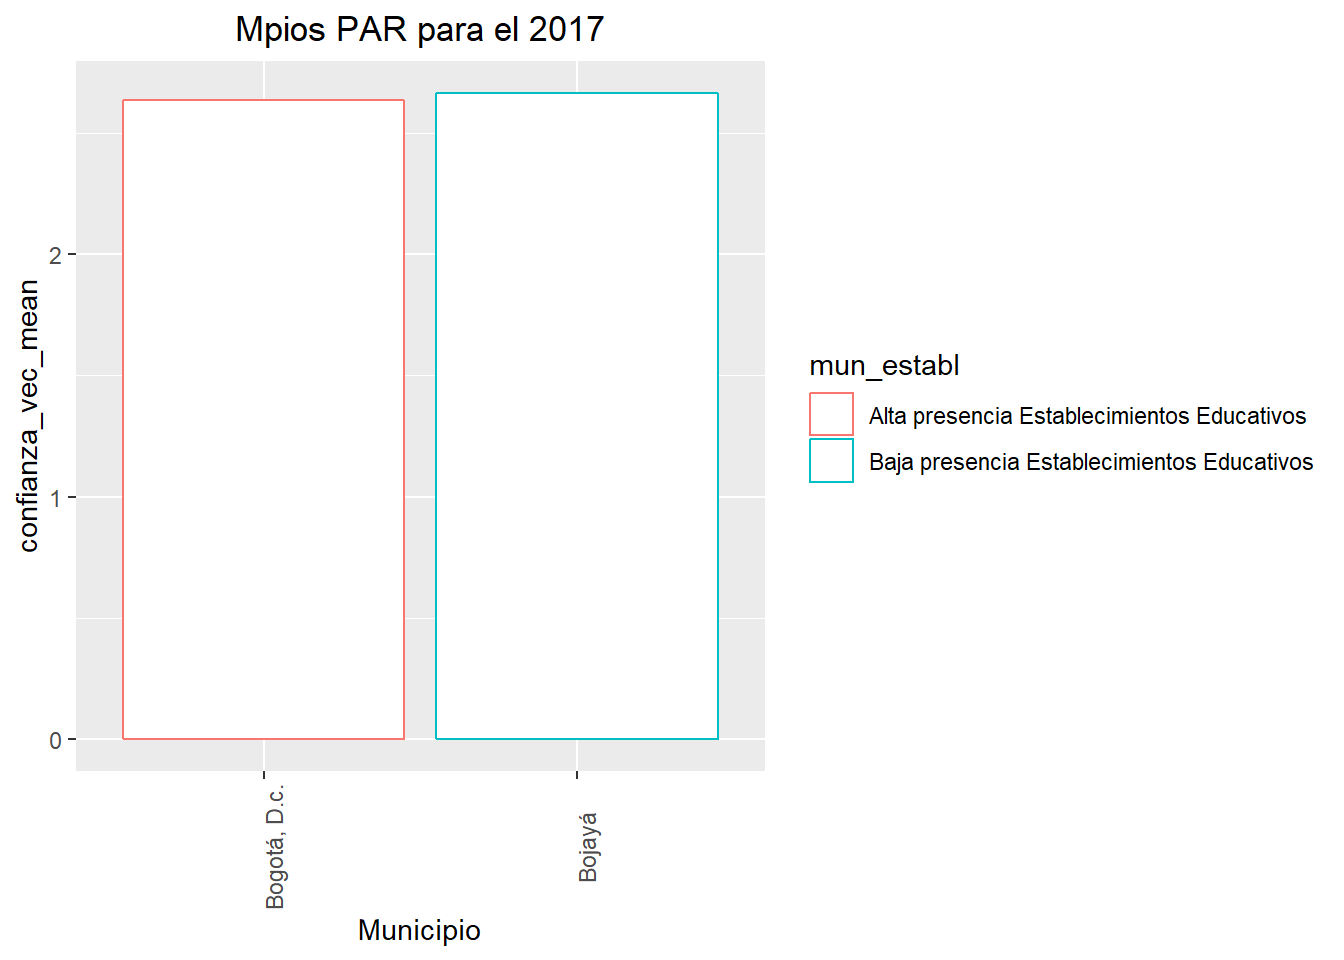 Mpios PAR para el 2017
confianza_vec_mean
2
1
0
Bogotá, D.c.
Bojayá
Municipio
mun_establ
Alta presencia Establecimientos Educativos
Baja presencia Establecimientos Educativos